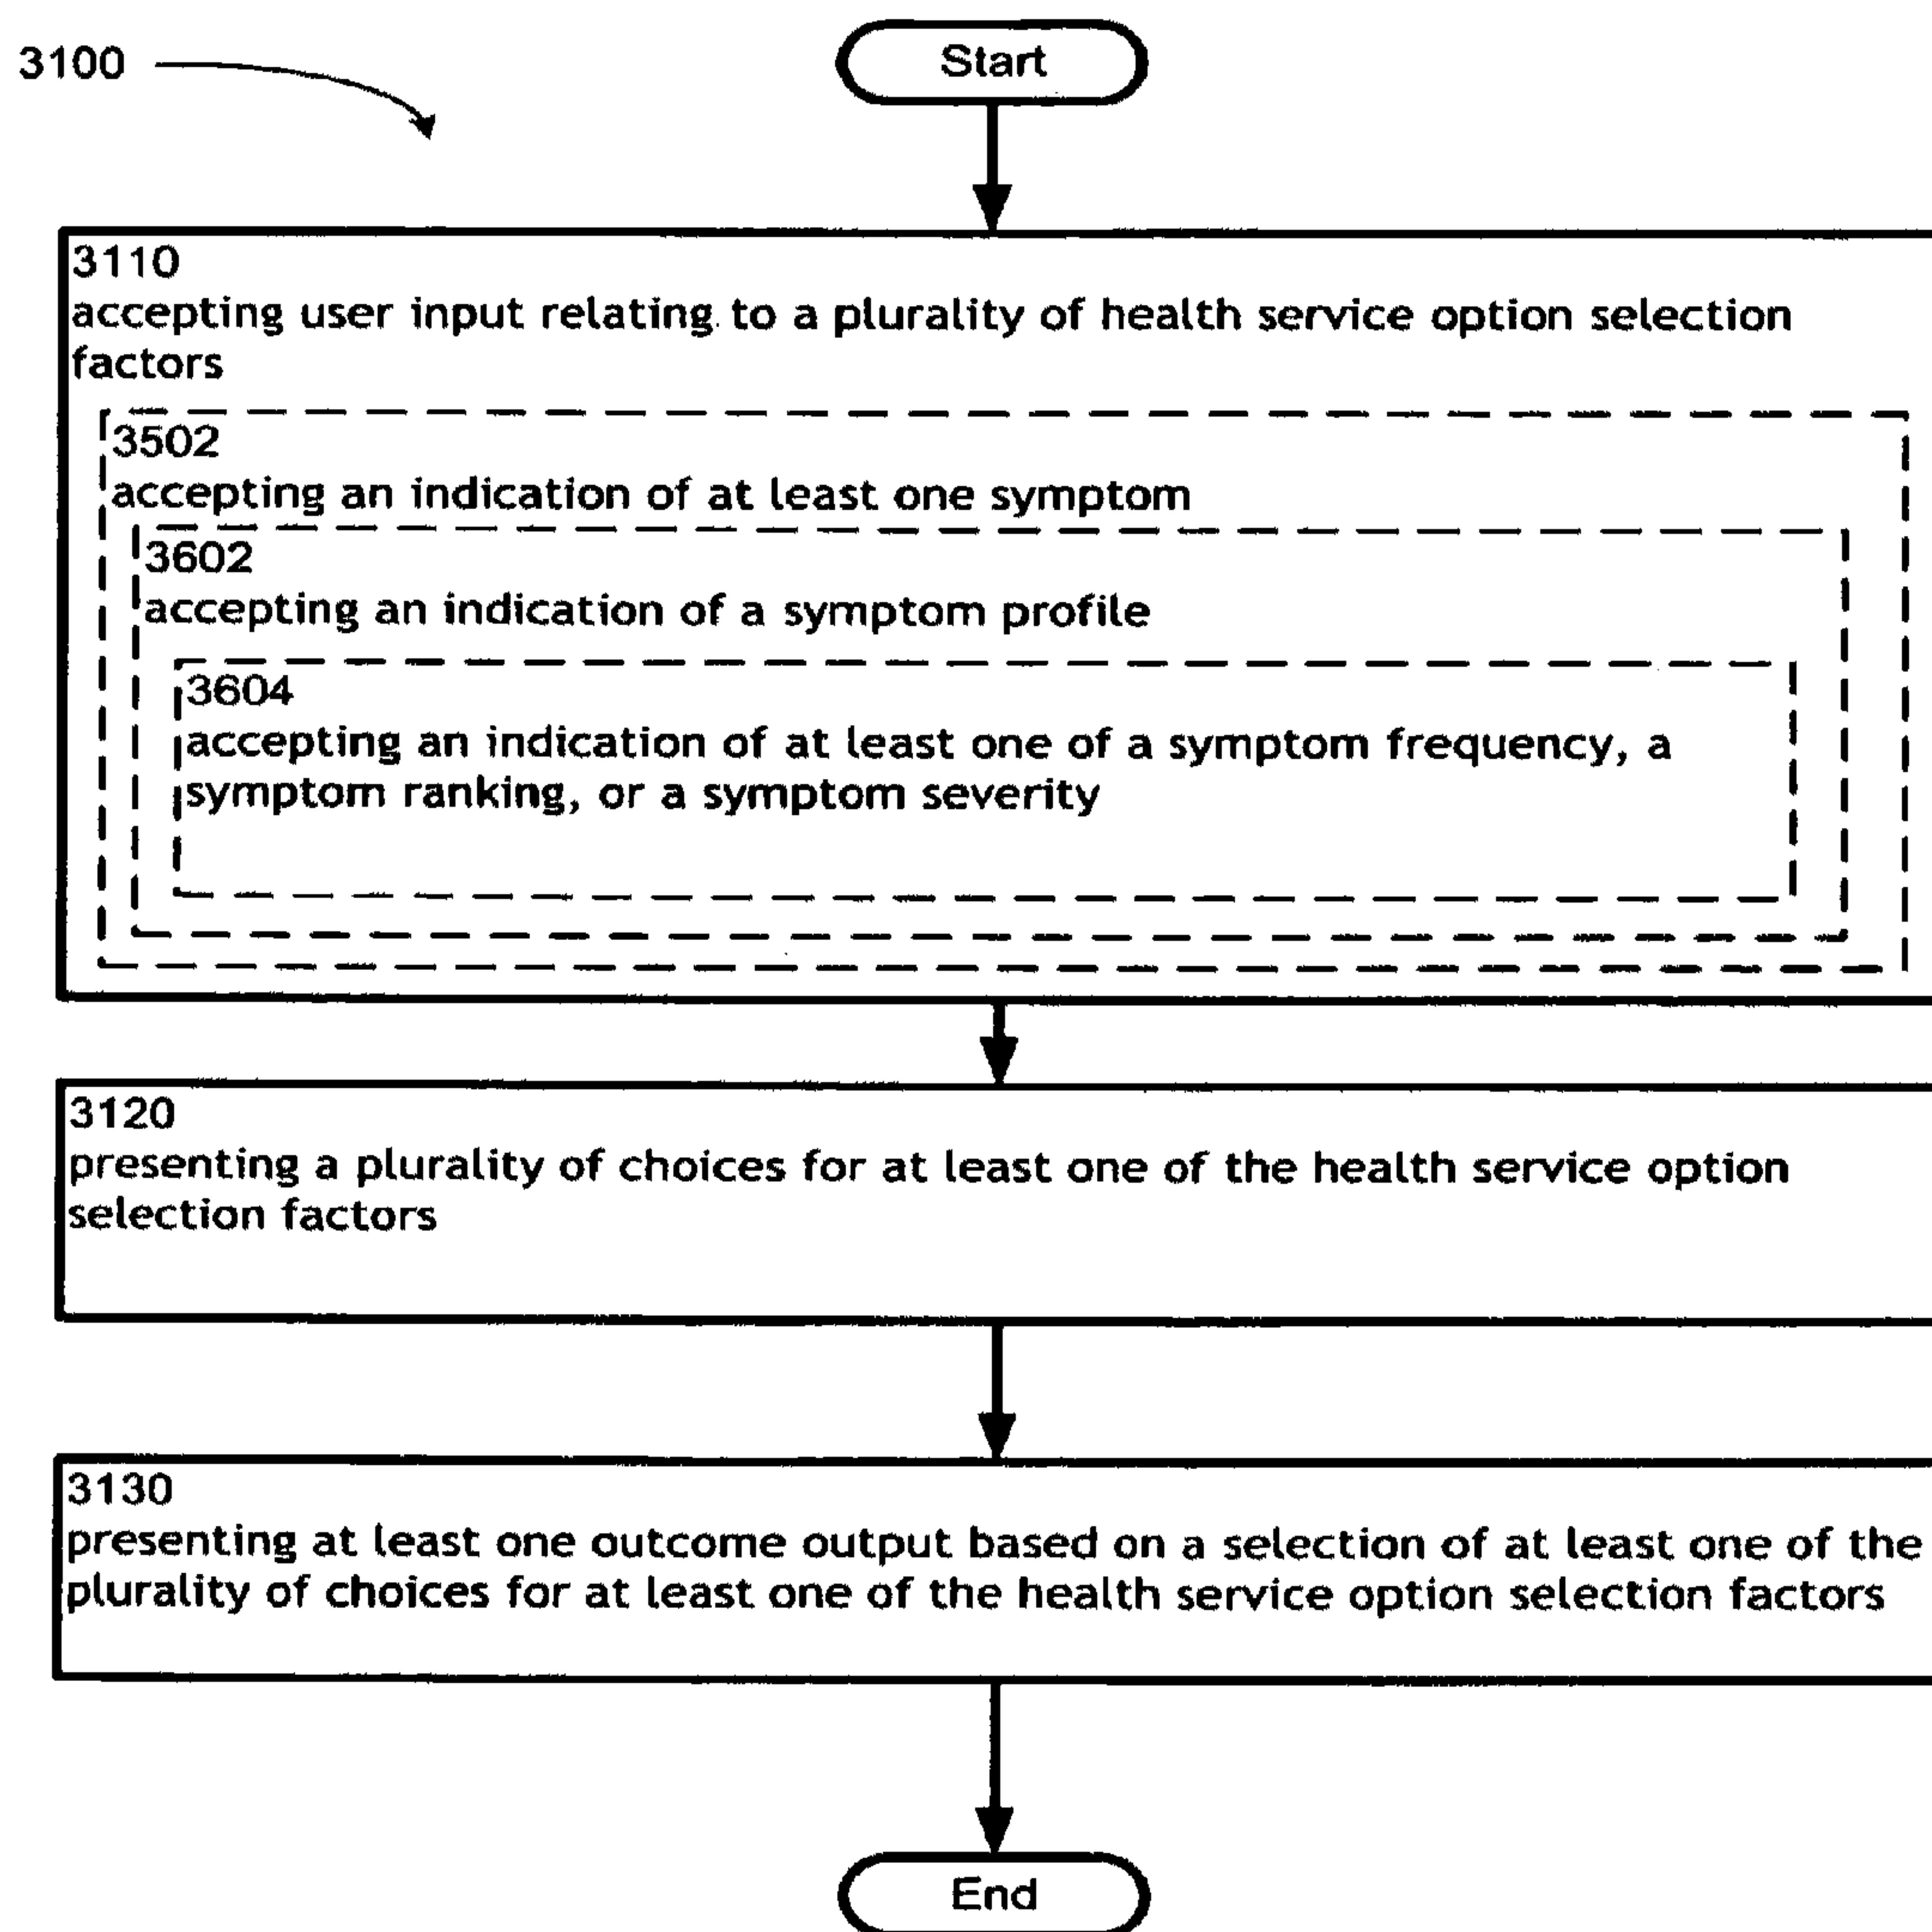 3100
Start
3110
accepting user input relating to a plurality of health service option selection
factors
3502
accepting an indication of at least one symptom
3602
accepting an indication of a symptom profile
3604
accepting an indication of at least one of a symptom frequency, a
symptom ranking, or a symptom severity
3120
presenting a plurality of choices for at least one of the health service option
selection factors
3130
presenting at least one outcome output based on a selection of at least one of the
plurality of choices for at least one of the health service option selection factors
End